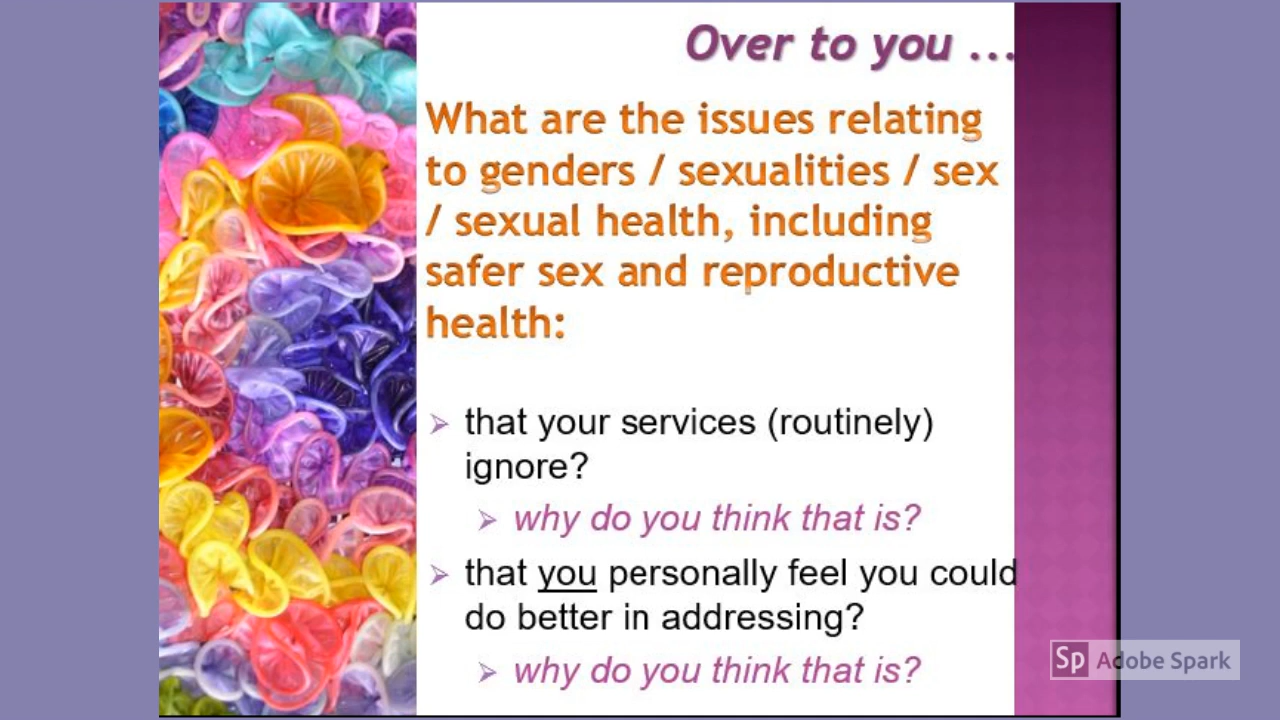 Over to you ...
What are the issues relating
to genders / sexualities / sex
/ sexual health, including
safer sex and reproductive
health:
that your services (routinely)
ignore?
why do you think that is?
that you personally feel you could
do better in addressing?
why do you think that is?
Sp Adobe Spark